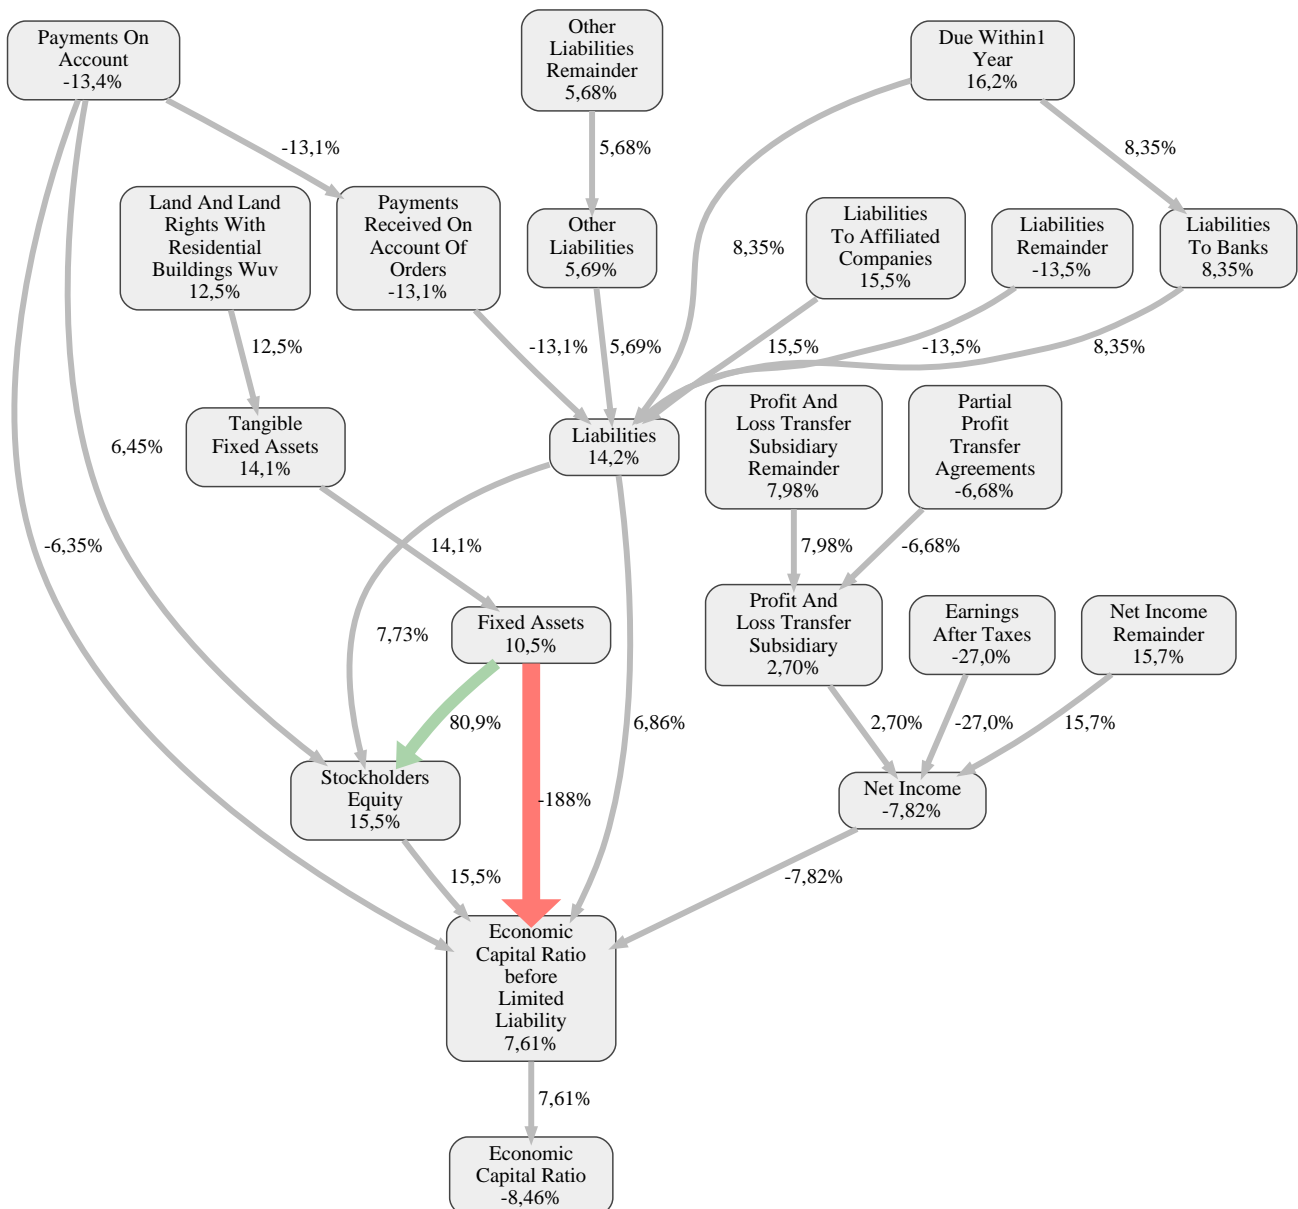 Payments On
Account
-13,4%
Other
Liabilities
Remainder
5,68%
Due Within1
Year
16,2%
-13,1%
5,68%
8,35%
Land And Land
Rights With
Residential
Buildings Wuv
12,5%
Payments
Received On
Account Of
Orders
-13,1%
Other
Liabilities
5,69%
8,35%
Liabilities
To Affiliated
Companies
15,5%
Liabilities
Remainder
-13,5%
Liabilities
To Banks
8,35%
12,5%
-13,1%
5,69%
15,5%
-13,5%
8,35%
Tangible
Fixed Assets
14,1%
6,45%
Liabilities
14,2%
Profit And
Loss Transfer
Subsidiary
Remainder
7,98%
Partial
Profit
Transfer
Agreements
-6,68%
-6,35%
14,1%
7,98%
-6,68%
7,73%
Fixed Assets
10,5%
Profit And
Loss Transfer
Subsidiary
2,70%
Earnings
After Taxes
-27,0%
Net Income
Remainder
15,7%
80,9%
6,86%
2,70%
-27,0%
15,7%
Stockholders
Equity
15,5%
-188%
Net Income
-7,82%
15,5%
-7,82%
Economic
Capital Ratio
before
Limited
Liability
7,61%
7,61%
Economic
Capital Ratio
-8,46%